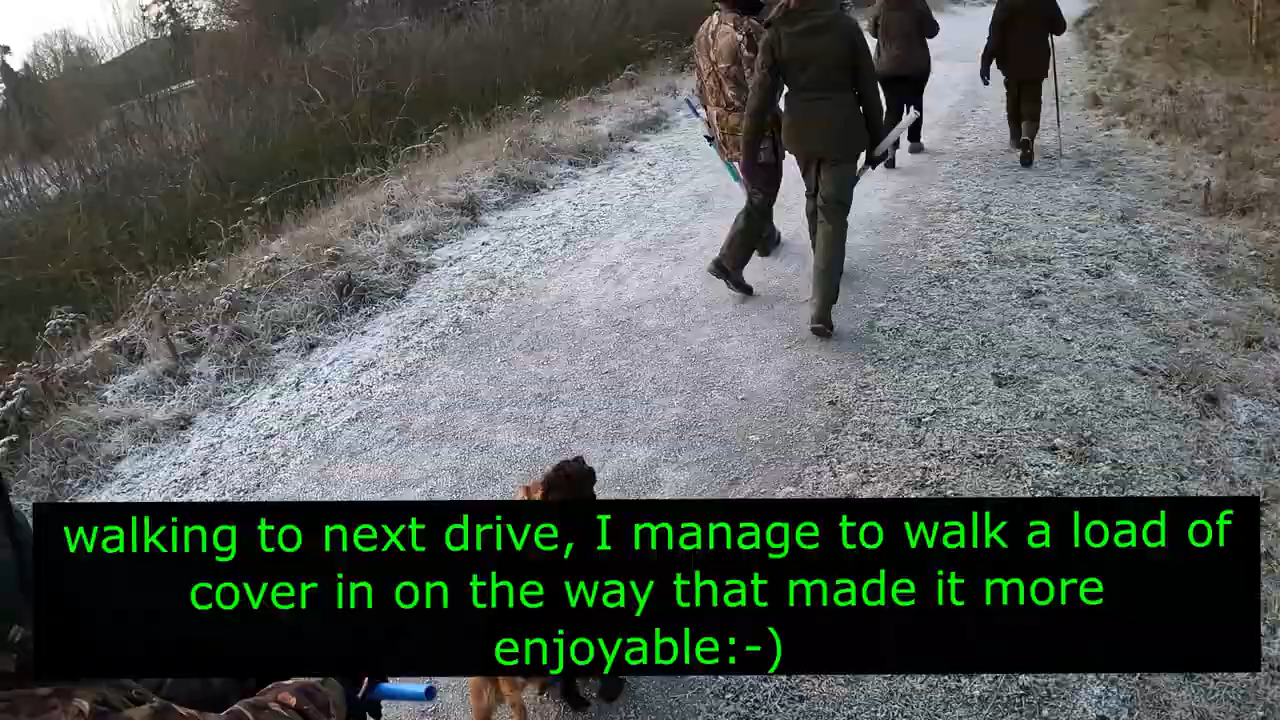 walking to next drive, I manage to walk a load of
cover in on the way that made it more
enjoyable:-)